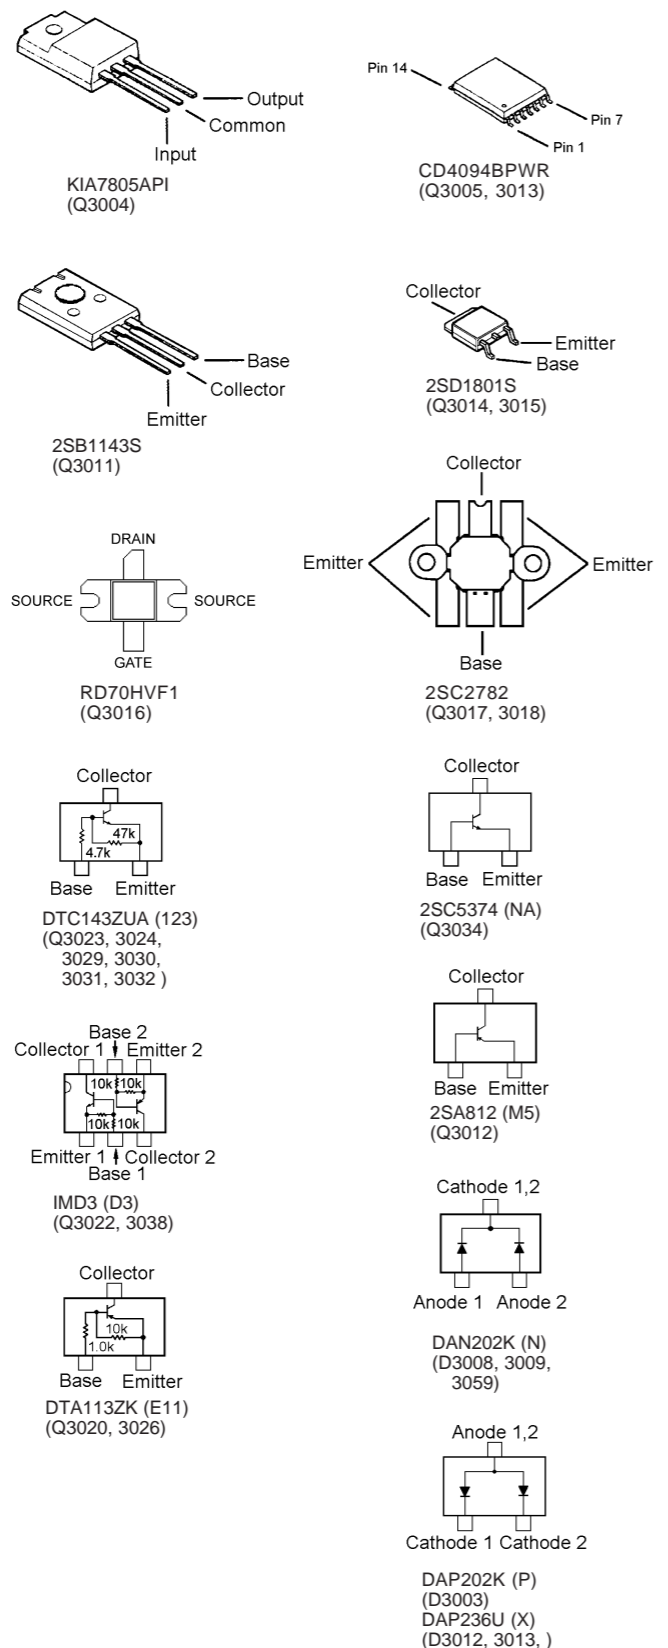 Output
Common
Input
KIA7805API
(Q3004)
Pin 14
Pin 7
Pin 1
CD4094BPWR
(Q3005, 3013)
Base
Collector
Emitter
2SB1143S
(Q3011)
Collector
Emitter
Base
2SD1801S
(Q3014, 3015)
DRAIN
SOURCE SOURCE
GATE
RD70HVF1
(Q3016)
Collector
Emitter Emitter
Base
2SC2782
(Q3017, 3018)
Collector
47k
4.7k
Base Emitter
DTC143ZUA (123)
(Q3023, 3024,
3029, 3030,
3031, 3032 )
Collector
Base Emitter
2SC5374 (NA)
(Q3034)
Base 2
Collector 1 Emitter 2
10k 10k
10k 10k
Emitter 1 Collector 2
Base 1
IMD3 (D3)
(Q3022, 3038)
Collector
Base Emitter
2SA812 (M5)
(Q3012)
Collector
10k
1.0k
Base Emitter
DTA113ZK (E11)
(Q3020, 3026)
Cathode 1,2
Anode 1 Anode 2
DAN202K (N)
(D3008, 3009,
3059)
Anode 1,2
Cathode 1 Cathode 2
DAP202K (P)
(D3003)
DAP236U (X)
(D3012, 3013, )